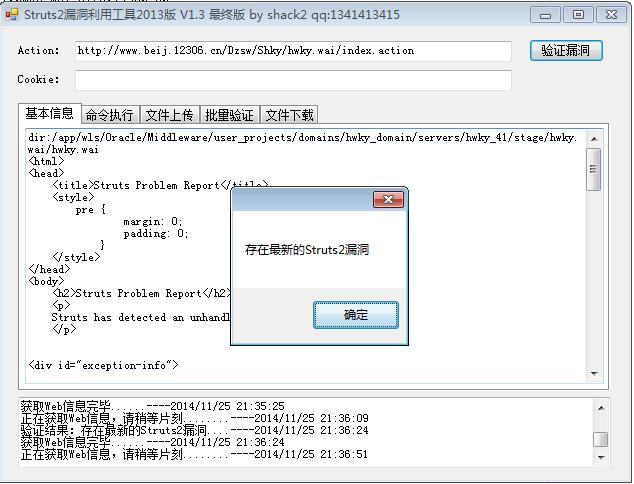 Struts2漏洞利用工具2013版 V1.3 最终版 by shack2 qq:1341413415
Action: http://www.beij.12306.cn/Dzsw/Shky/hwky.wai/index.action 验证漏洞
Cookie:
基本信息 命令执行 文件上传 批量验证 文件下载
dir:/app/wls/Oracle/Middleware/user_projects/domains/hwky_domain/servers/hwky_41/stage/hwky.
wai/hwky.wai
<html>
<head>
<title>Struts Problem Report</title>
<style>
pre {
margin: 0;
padding: 0;
}
</style>
</head>
<body>
<h2>Struts Problem Report</h2>
<p>
Struts has detected an unhandl
</p>
<div id="exception-info">
存在最新的Struts2漏洞
确定
获取Web信息完毕......----2014/11/25 21:35:25
正在获取Web信息，请稍等片刻........----2014/11/25 21:36:09
验证结果：存在最新的Struts2漏洞....----2014/11/25 21:36:24
获取Web信息完毕......----2014/11/25 21:36:24
正在获取Web信息，请稍等片刻........----2014/11/25 21:36:51